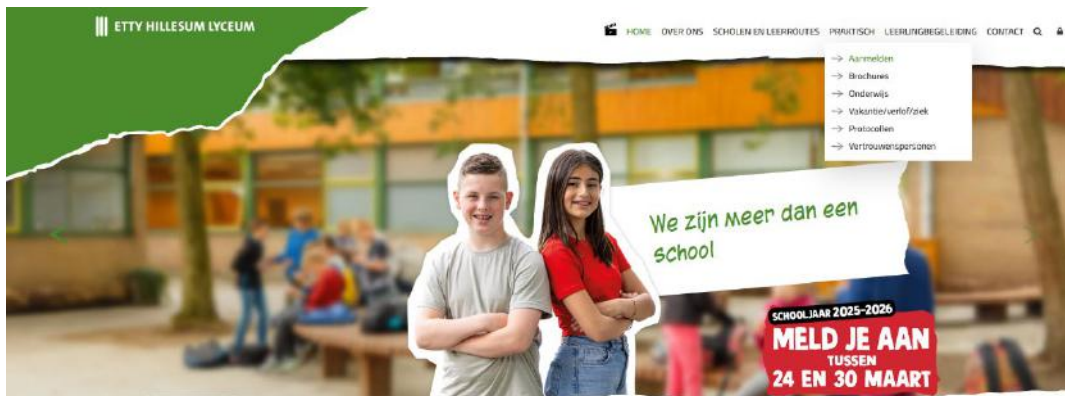 ETTY HILLESUM LYCEUM
HOME OVER ONS SCHOLEN EN LEERROUTES PRAKTISCH LEERLINGBEGELEIDING CONTACT
Aanmelden
Brochures
Onderwijs
Vakantie/verlof/ziek
Protocollen
Vertrouwenspersonen
We zijn meer dan een
school
SCHOOLJAAR 2025-2026
MELD JE AAN
TUSSEN
24 EN 30 MAART